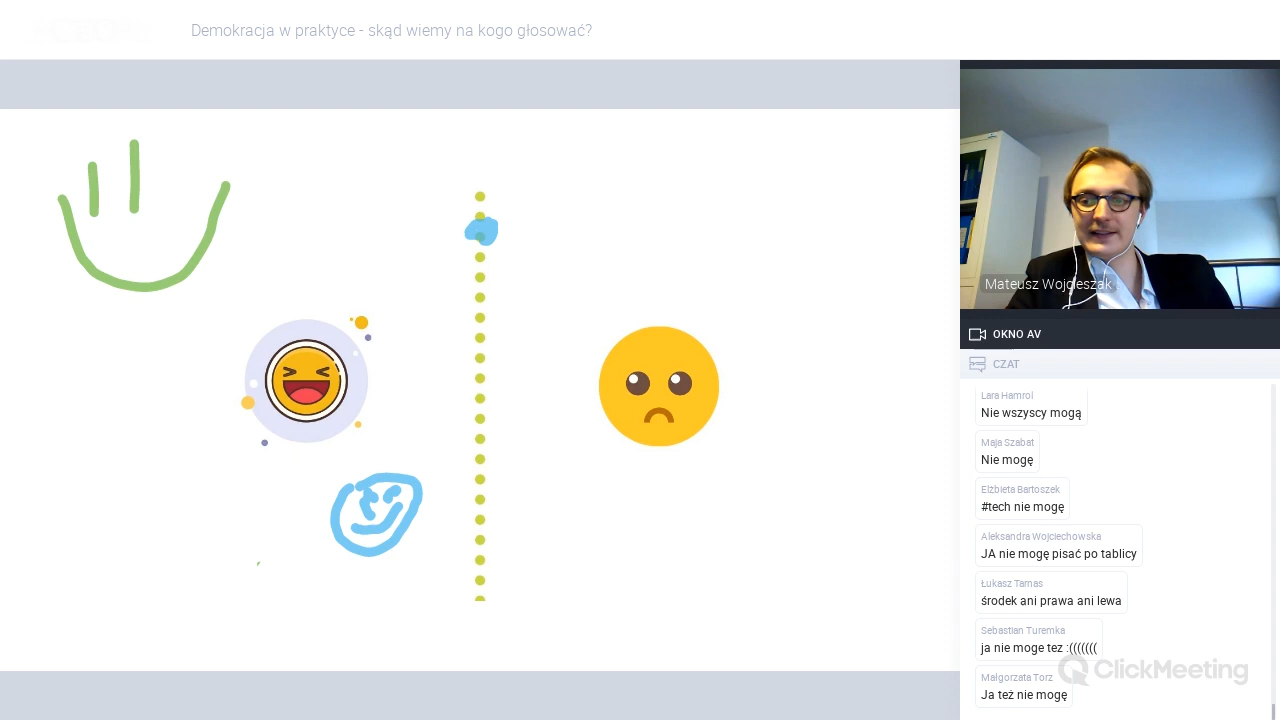 Demokracja w praktyce - skąd wiemy na kogo głosować?
Mateusz Wojcieszak
OKNO AV
CZAT
Lara Hamrol
Nie wszyscy mogą
Maja Szabat
Nie mogę
Elżbieta Bartoszek
#tech nie mogę
Aleksandra Wojciechowska
JA nie mogę pisać po tablicy
Łukasz Tarnas
środek ani prawa ani lewa
Sebastian Turemka
ja nie moge tez :(((((((
Małgorzata Torz
Ja też nie mogę
ClickMeeting